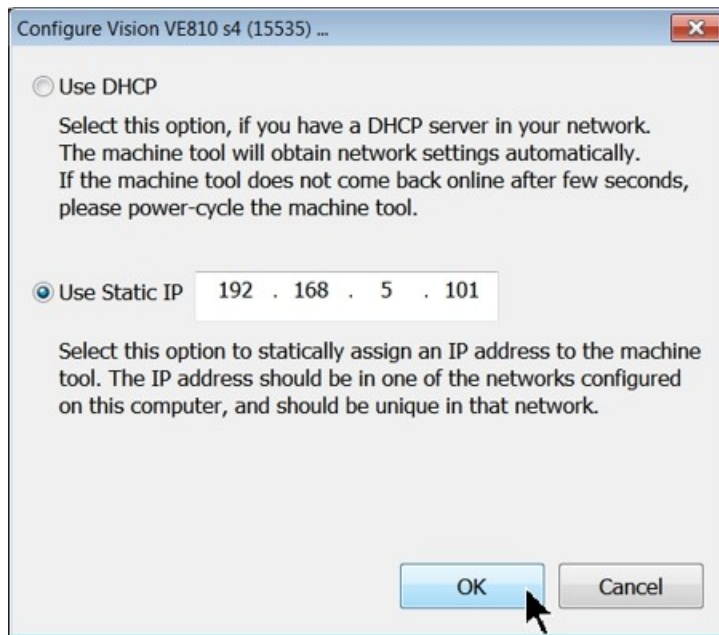 Configure Vision VE810 s4 (15535) ...
Use DHCP
Select this option, if you have a DHCP server in your network.
The machine tool will obtain network settings automatically.
If the machine tool does not come back online after few seconds,
please power-cycle the machine tool.
Use Static IP 192 . 168 . 5 . 101
Select this option to statically assign an IP address to the machine
tool. The IP address should be in one of the networks configured
on this computer, and should be unique in that network.
OK Cancel